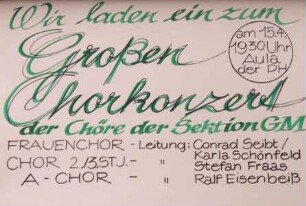 Wir laden ein zum
Großen
am 15.4.
19.30 Uhr
Aula
der PH
Chorkonzert
der Chöre der Sektion GM
FRAUENCHOR - Leitung: Conrad Seibt /
Karla Schönfeld
CHOR 2./3. STJ. - " Stefan Fraas
A - CHOR - " Ralf Eisenbeiß